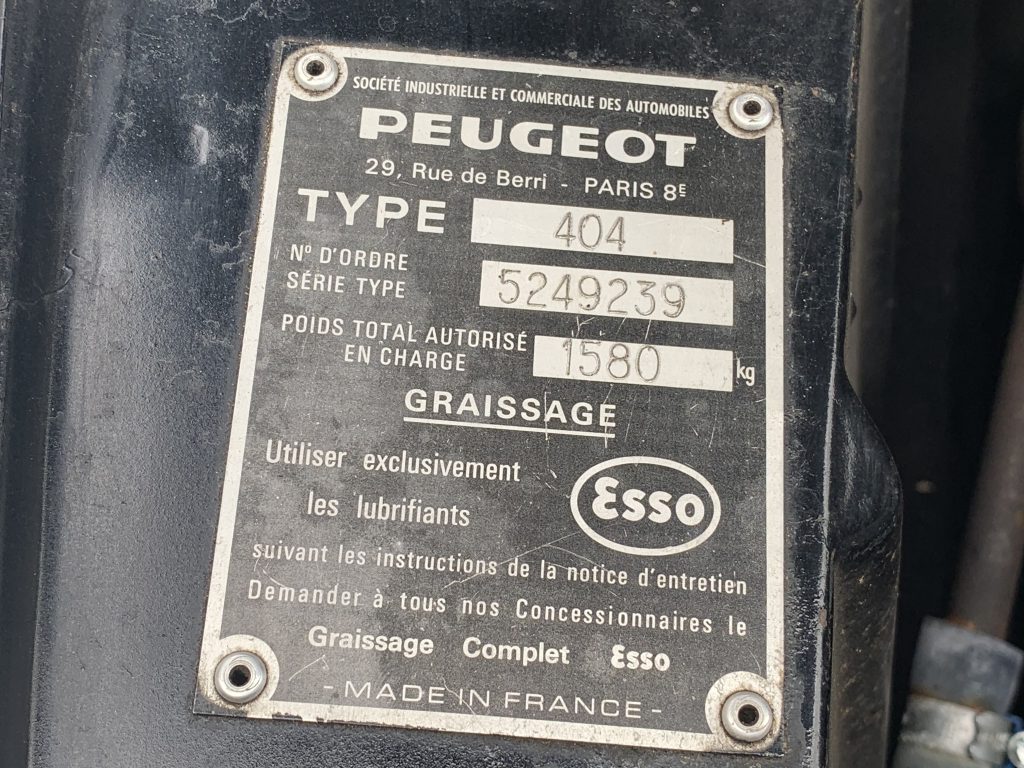 SOCIÉTÉ INDUSTRIELLE ET COMMERCIALE DES AUTOMOBILES
PEUGEOT
29, Rue de Berri - PARIS 8E
TYPE 404
Nº D'ORDRE
SÉRIE TYPE 5249239
POIDS TOTAL AUTORISÉ
EN CHARGE 1580 kg
GRAISSAGE
Utiliser exclusivement
les lubrifiants
Esso
suivant les instructions de la notice d'entretien
Demander à tous nos Concessionnaires le
Graissage Complet Esso
- MADE IN FRANCE -